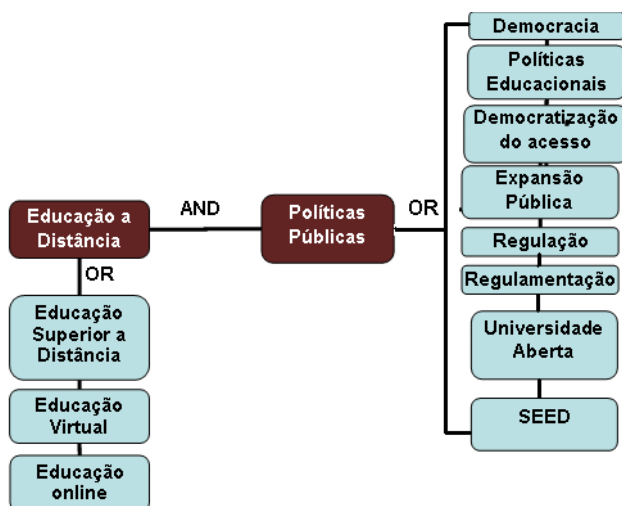 Educação a
Distância
OR
Educação
Superior a
Distância
Educação
Virtual
Educação
online
AND
Políticas
Públicas
OR
Democracia
Políticas
Educacionais
Democratização
do acesso
Expansão
Pública
Regulação
Regulamentação
Universidade
Aberta
SEED